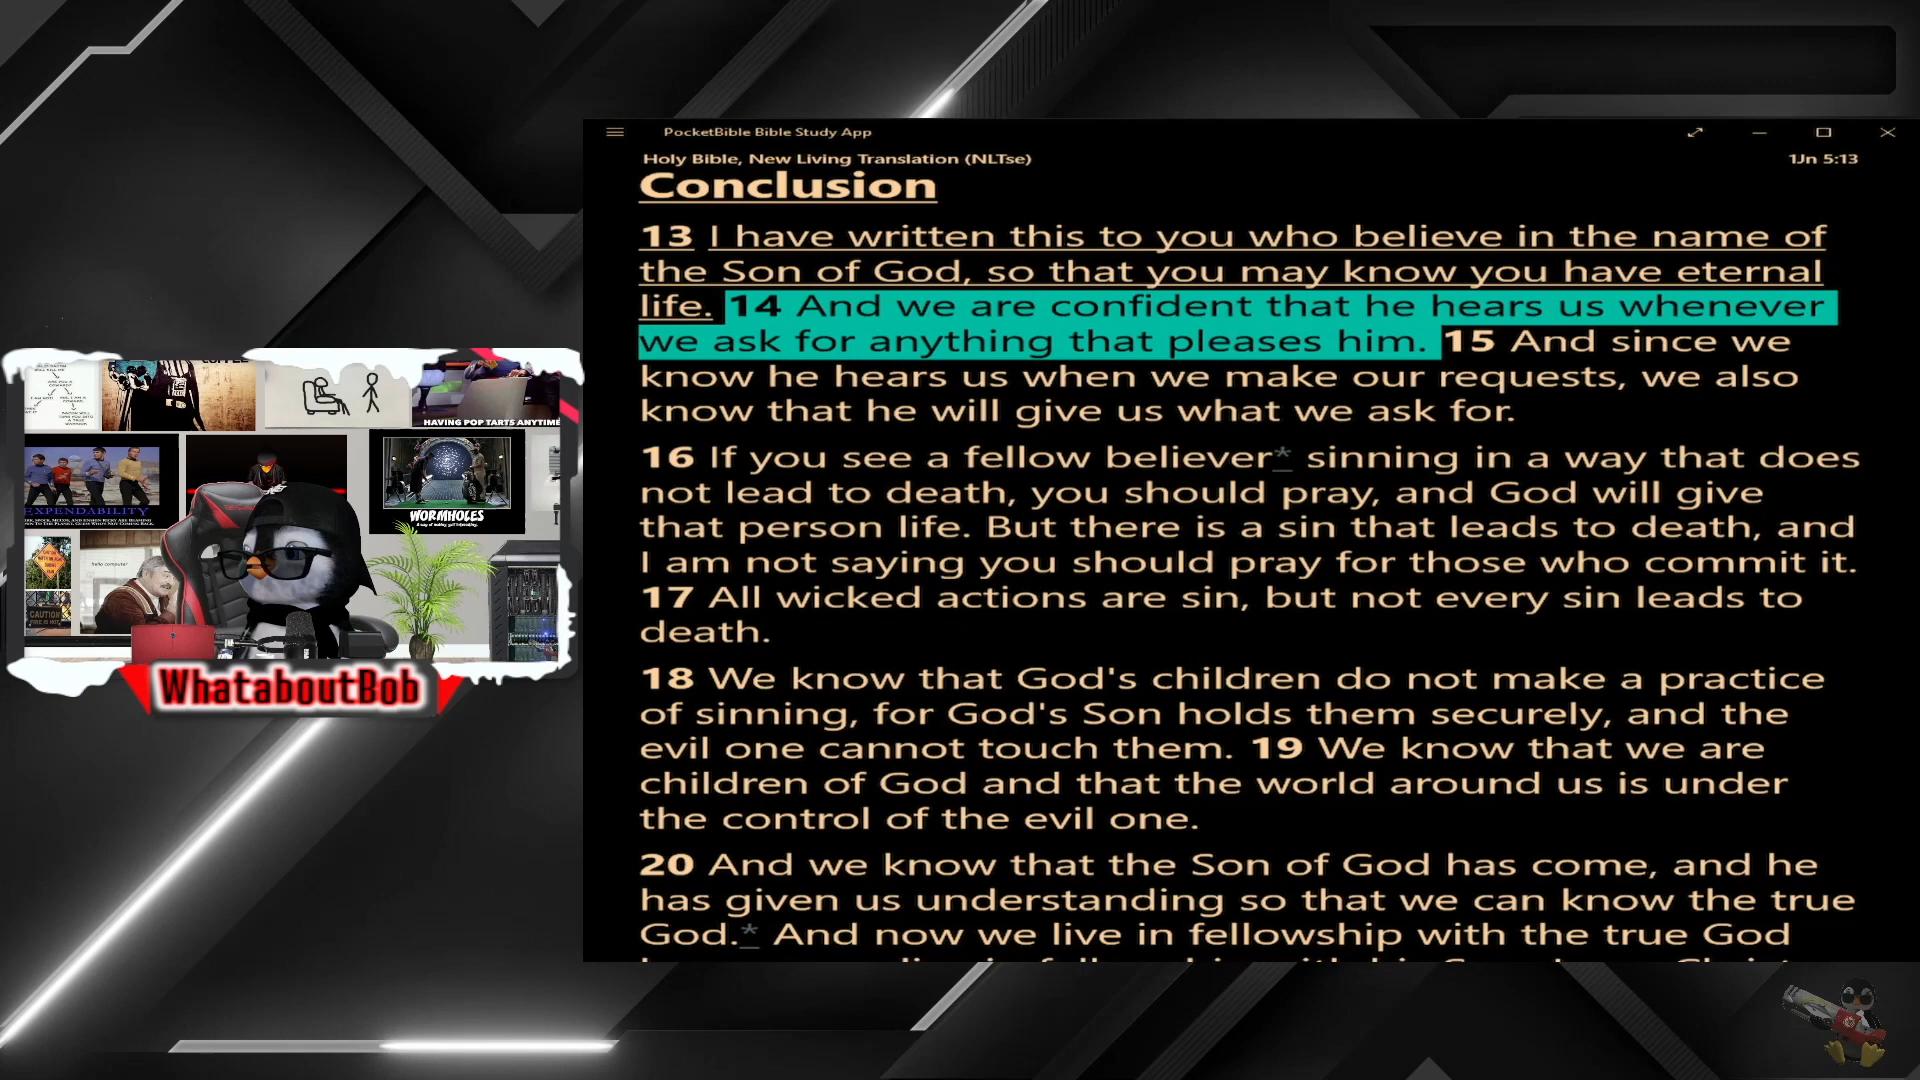 PocketBible Bible Study App
Holy Bible, New Living Translation (NLTse)
1Jn 5:13
Conclusion
13 I have written this to you who believe in the name of
the Son of God, so that you may know you have eternal
life. 14 And we are confident that he hears us whenever
we ask for anything that pleases him. 15 And since we
know he hears us when we make our requests, we also
know that he will give us what we ask for.
16 If you see a fellow believer* sinning in a way that does
not lead to death, you should pray, and God will give
that person life. But there is a sin that leads to death, and
I am not saying you should pray for those who commit it.
17 All wicked actions are sin, but not every sin leads to
death.
18 We know that God's children do not make a practice
of sinning, for God's Son holds them securely, and the
evil one cannot touch them. 19 We know that we are
children of God and that the world around us is under
the control of the evil one.
20 And we know that the Son of God has come, and he
has given us understanding so that we can know the true
God.* And now we live in fellowship with the true God
HAVING POP TARTS ANYTIME
EXPENDABILITY
WORMHOLES
hello computer
CAUTION
WhataboutBob